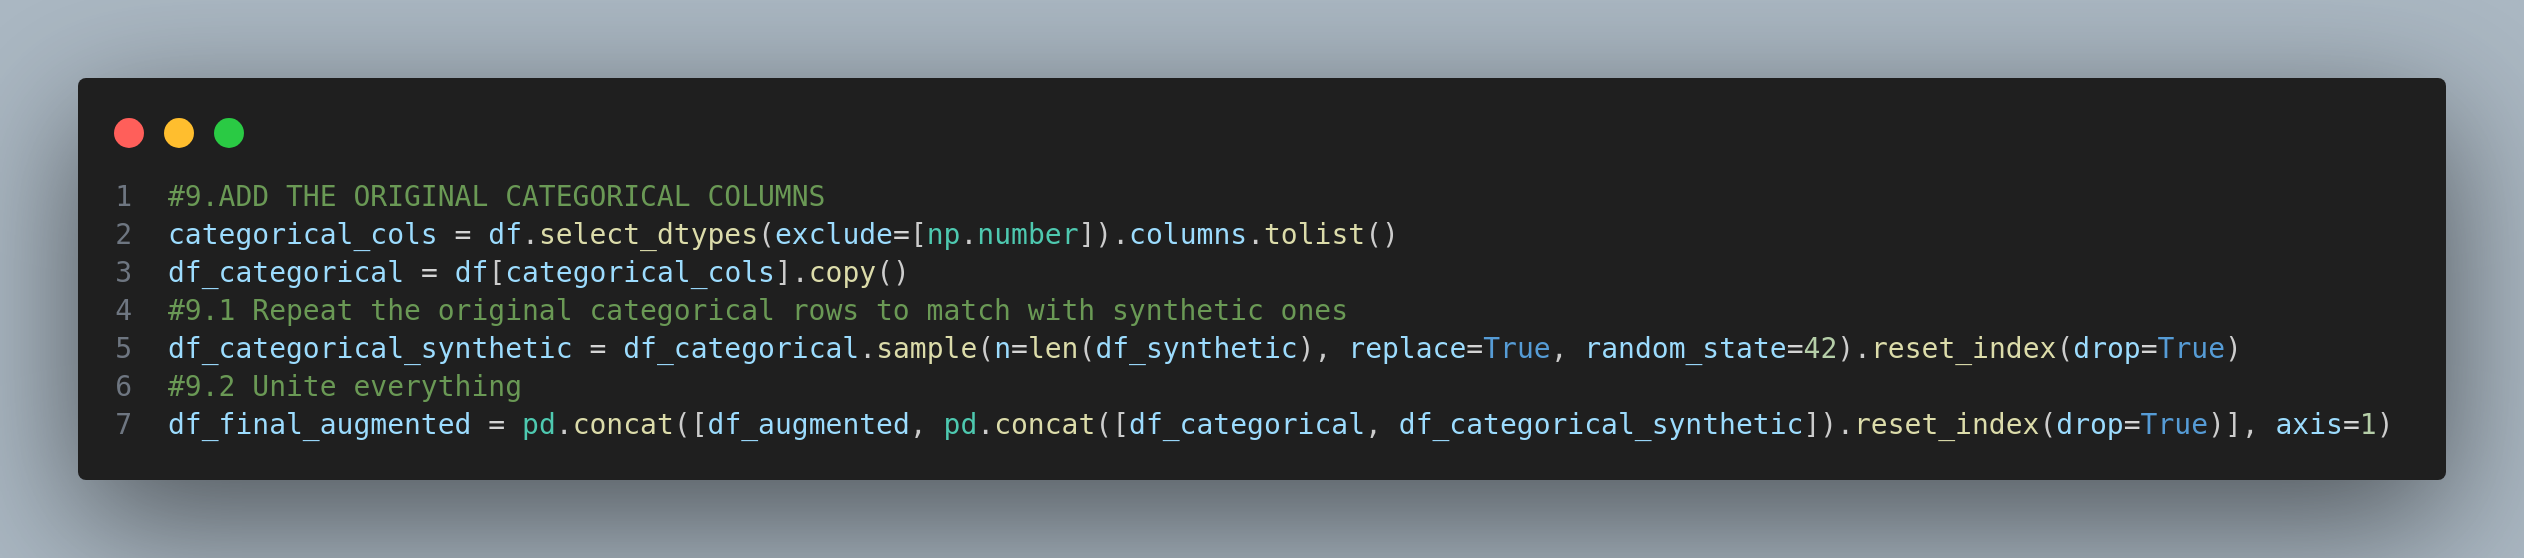 1 #9.ADD THE ORIGINAL CATEGORICAL COLUMNS
2 categorical_cols = df.select_dtypes(exclude=[np.number]).columns.tolist()
3 df_categorical = df[categorical_cols].copy()
4 #9.1 Repeat the original categorical rows to match with synthetic ones
5 df_categorical_synthetic = df_categorical.sample(n=len(df_synthetic), replace=True, random_state=42).reset_index(drop=True)
6 #9.2 Unite everything
7 df_final_augmented = pd.concat([df_augmented, pd.concat([df_categorical, df_categorical_synthetic]).reset_index(drop=True)], axis=1)